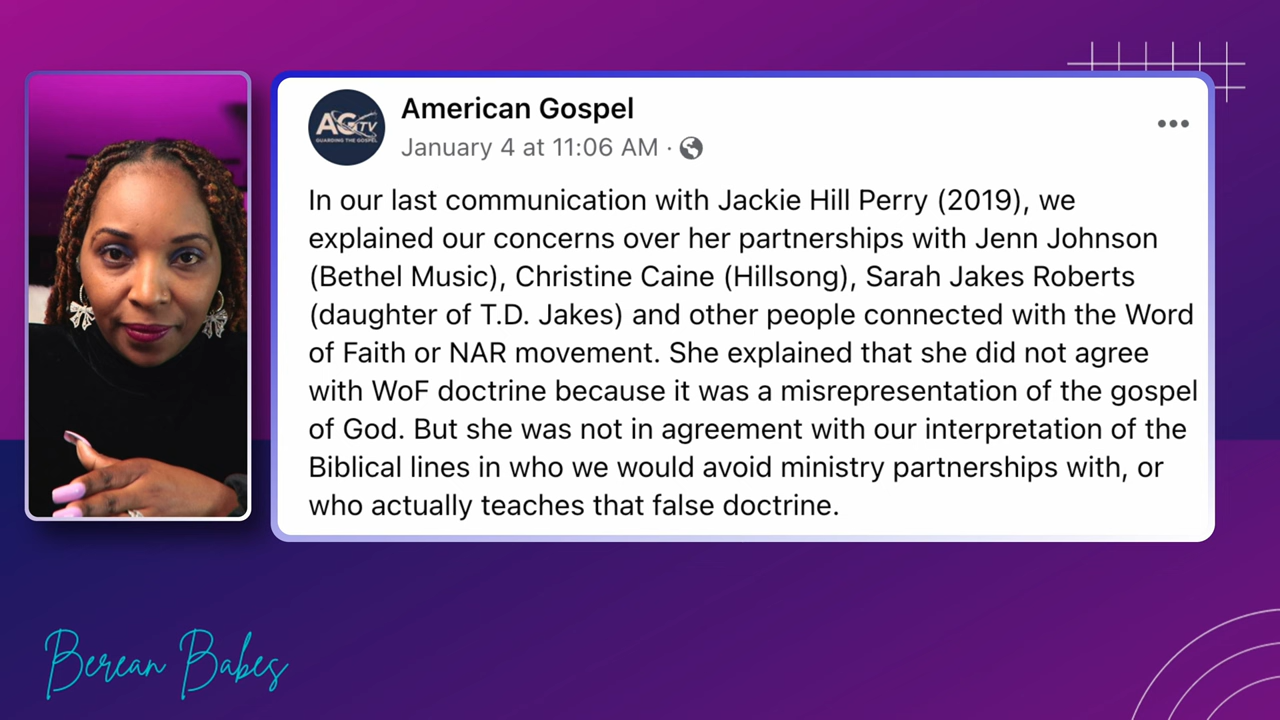 American Gospel
January 4 at 11:06 AM ·
AGTV
GUARDING THE GOSPEL
In our last communication with Jackie Hill Perry (2019), we
explained our concerns over her partnerships with Jenn Johnson
(Bethel Music), Christine Caine (Hillsong), Sarah Jakes Roberts
(daughter of T.D. Jakes) and other people connected with the Word
of Faith or NAR movement. She explained that she did not agree
with WoF doctrine because it was a misrepresentation of the gospel
of God. But she was not in agreement with our interpretation of the
Biblical lines in who we would avoid ministry partnerships with, or
who actually teaches that false doctrine.
Berean Babes